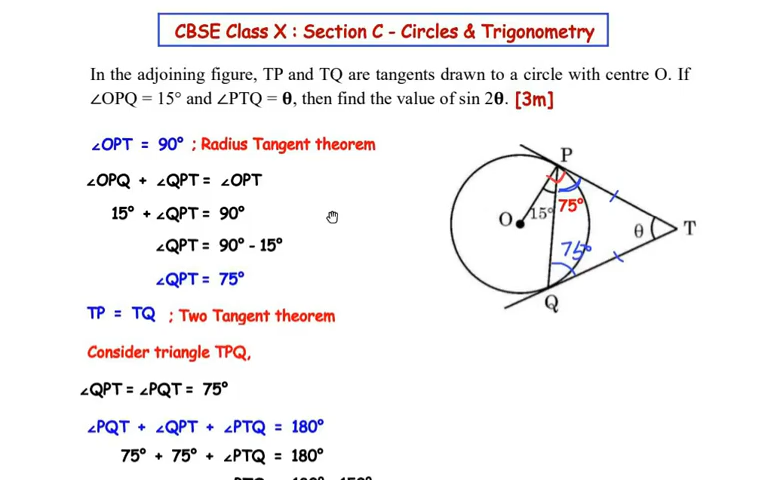 CBSE Class X : Section C - Circles & Trigonometry
In the adjoining figure, TP and TQ are tangents drawn to a circle with centre O. If
∠OPQ = 15° and ∠PTQ = θ, then find the value of sin 2θ. [3m]
∠OPT = 90° ; Radius Tangent theorem
∠OPQ + ∠QPT = ∠OPT
15° + ∠QPT = 90°
∠QPT = 90° - 15°
∠QPT = 75°
TP = TQ ; Two Tangent theorem
Consider triangle TPQ,
∠QPT = ∠PQT = 75°
∠PQT + ∠QPT + ∠PTQ = 180°
75° + 75° + ∠PTQ = 180°
P
15° 75°
O
θ T
75°
Q